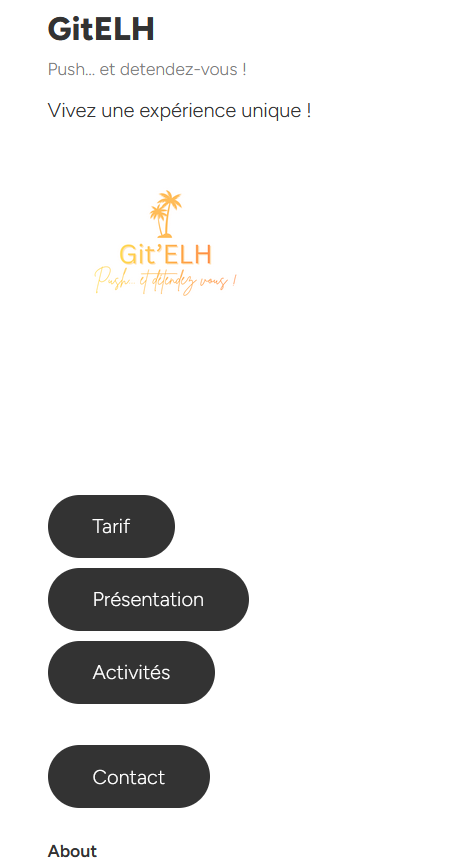 GitELH
Push... et detendez-vous !
Vivez une expérience unique !
Git'ELH
Push... et détendez vous !
Tarif
Présentation
Activités
Contact
About